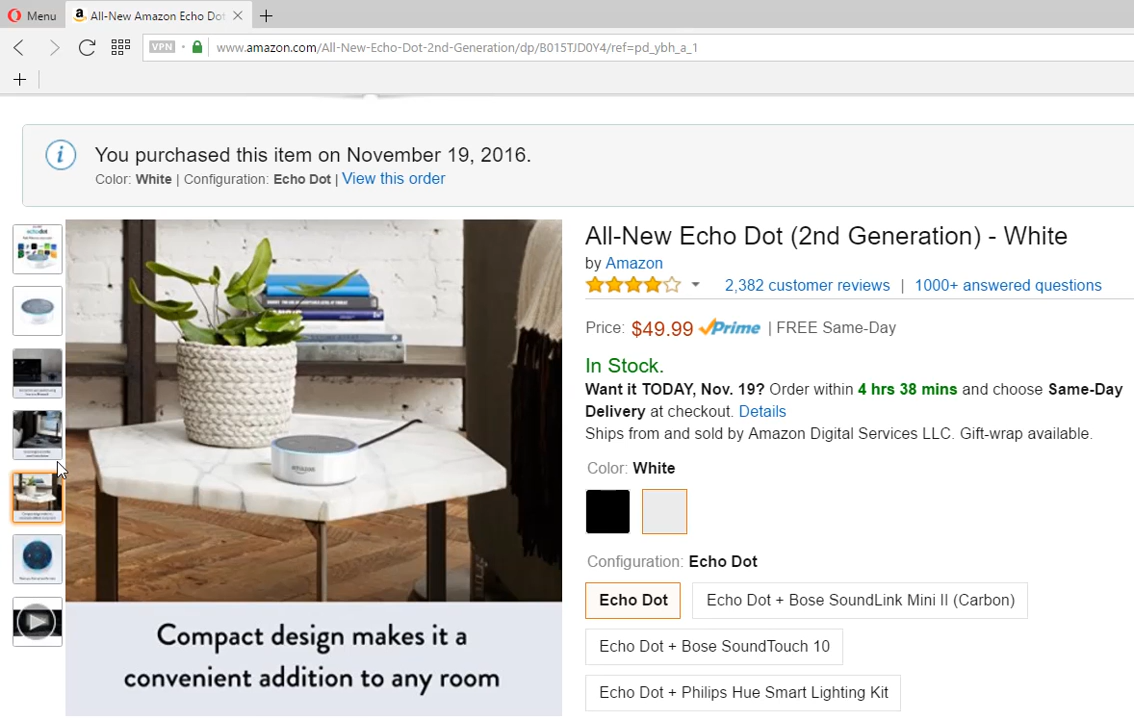 Menu
All-New Amazon Echo Dot
VPN
www.amazon.com/All-New-Echo-Dot-2nd-Generation/dp/B015TJD0Y4/ref=pd_ybh_a_1
You purchased this item on November 19, 2016.
Color: White | Configuration: Echo Dot | View this order
echodot
All-New Echo Dot (2nd Generation) - White
by Amazon
2,382 customer reviews | 1000+ answered questions
Price: $49.99 Prime | FREE Same-Day
In Stock.
Want it TODAY, Nov. 19? Order within 4 hrs 38 mins and choose Same-Day
Delivery at checkout. Details
Ships from and sold by Amazon Digital Services LLC. Gift-wrap available.
amazon
Color: White
Configuration: Echo Dot
Echo Dot
Echo Dot + Bose SoundLink Mini II (Carbon)
Echo Dot + Bose SoundTouch 10
Echo Dot + Philips Hue Smart Lighting Kit
Compact design makes it a
convenient addition to any room